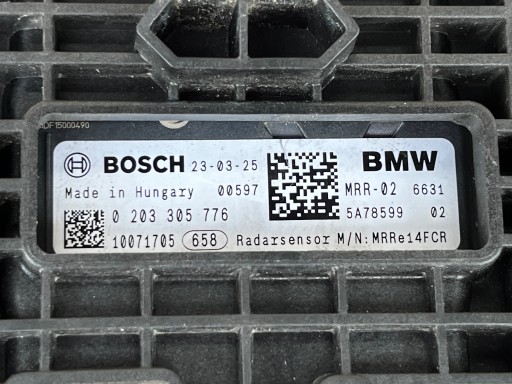 DF15000490
BOSCH 23-03-25 BMW
Made in Hungary 00597 MRR-02 6631
0 203 305 776 5A78599 02
10071705 658 Radarsensor M/N:MRRe14FCR